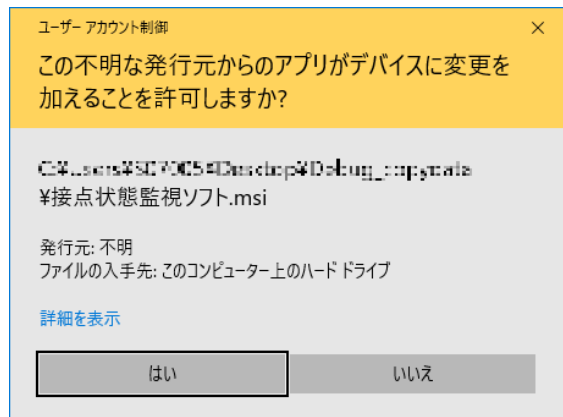 ユーザー アカウント制御
この不明な発行元からのアプリがデバイスに変更を
加えることを許可しますか?
¥接点状態監視ソフト.msi
発行元: 不明
ファイルの入手先: このコンピューター上のハード ドライブ
詳細を表示
はい
いいえ